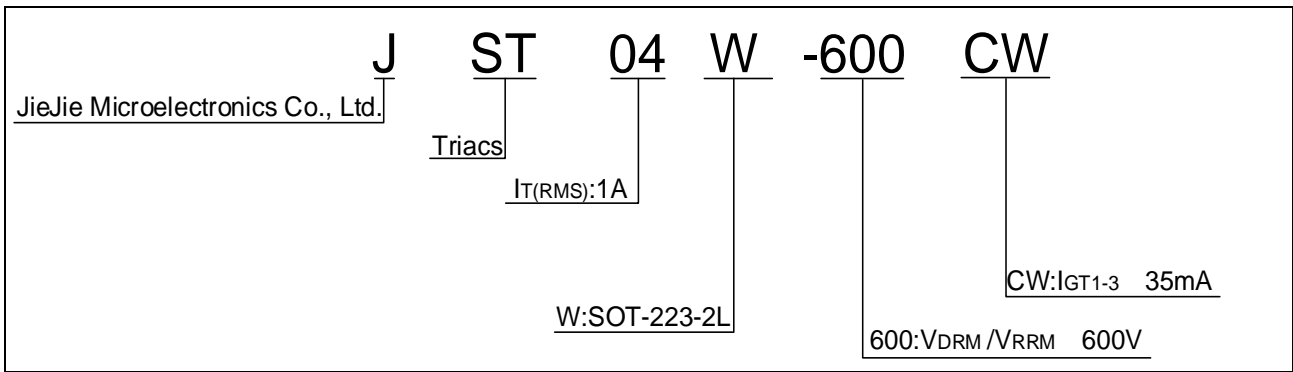 J ST 04 W -600 CW
JieJie Microelectronics Co., Ltd.
Triacs
IT(RMS):1A
CW:IGT1-3 35mA
W:SOT-223-2L
600:VDRM /VRRM 600V